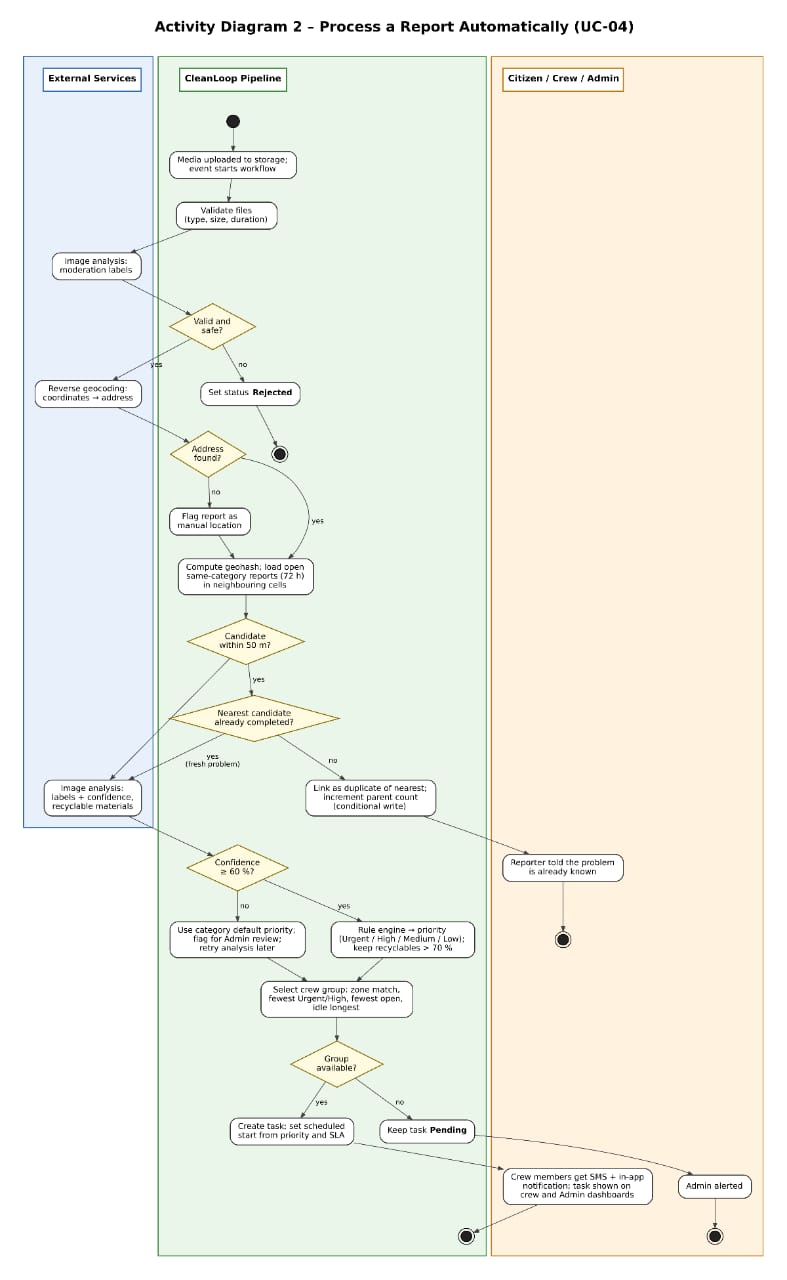 Activity Diagram 2 – Process a Report Automatically (UC-04)
External Services
CleanLoop Pipeline
Citizen / Crew / Admin
Media uploaded to storage;
event starts workflow
Validate files
(type, size, duration)
Image analysis:
moderation labels
Valid and
safe?
yes
no
Reverse geocoding:
coordinates → address
Set status Rejected
Address
found?
no
yes
Flag report as
manual location
Compute geohash; load open
same-category reports (72 h)
in neighbouring cells
Candidate
within 50 m?
yes
Nearest candidate
already completed?
yes
(fresh problem)
no
Image analysis:
labels + confidence,
recyclable materials
Link as duplicate of nearest;
increment parent count
(conditional write)
Confidence
≥ 60 %?
Reporter told the problem
is already known
no
yes
Use category default priority;
flag for Admin review;
retry analysis later
Rule engine → priority
(Urgent / High / Medium / Low);
keep recyclables > 70 %
Select crew group: zone match,
fewest Urgent/High, fewest open,
idle longest
Group
available?
yes
no
Create task; set scheduled
start from priority and SLA
Keep task Pending
Crew members get SMS + in-app
notification; task shown on
crew and Admin dashboards
Admin alerted